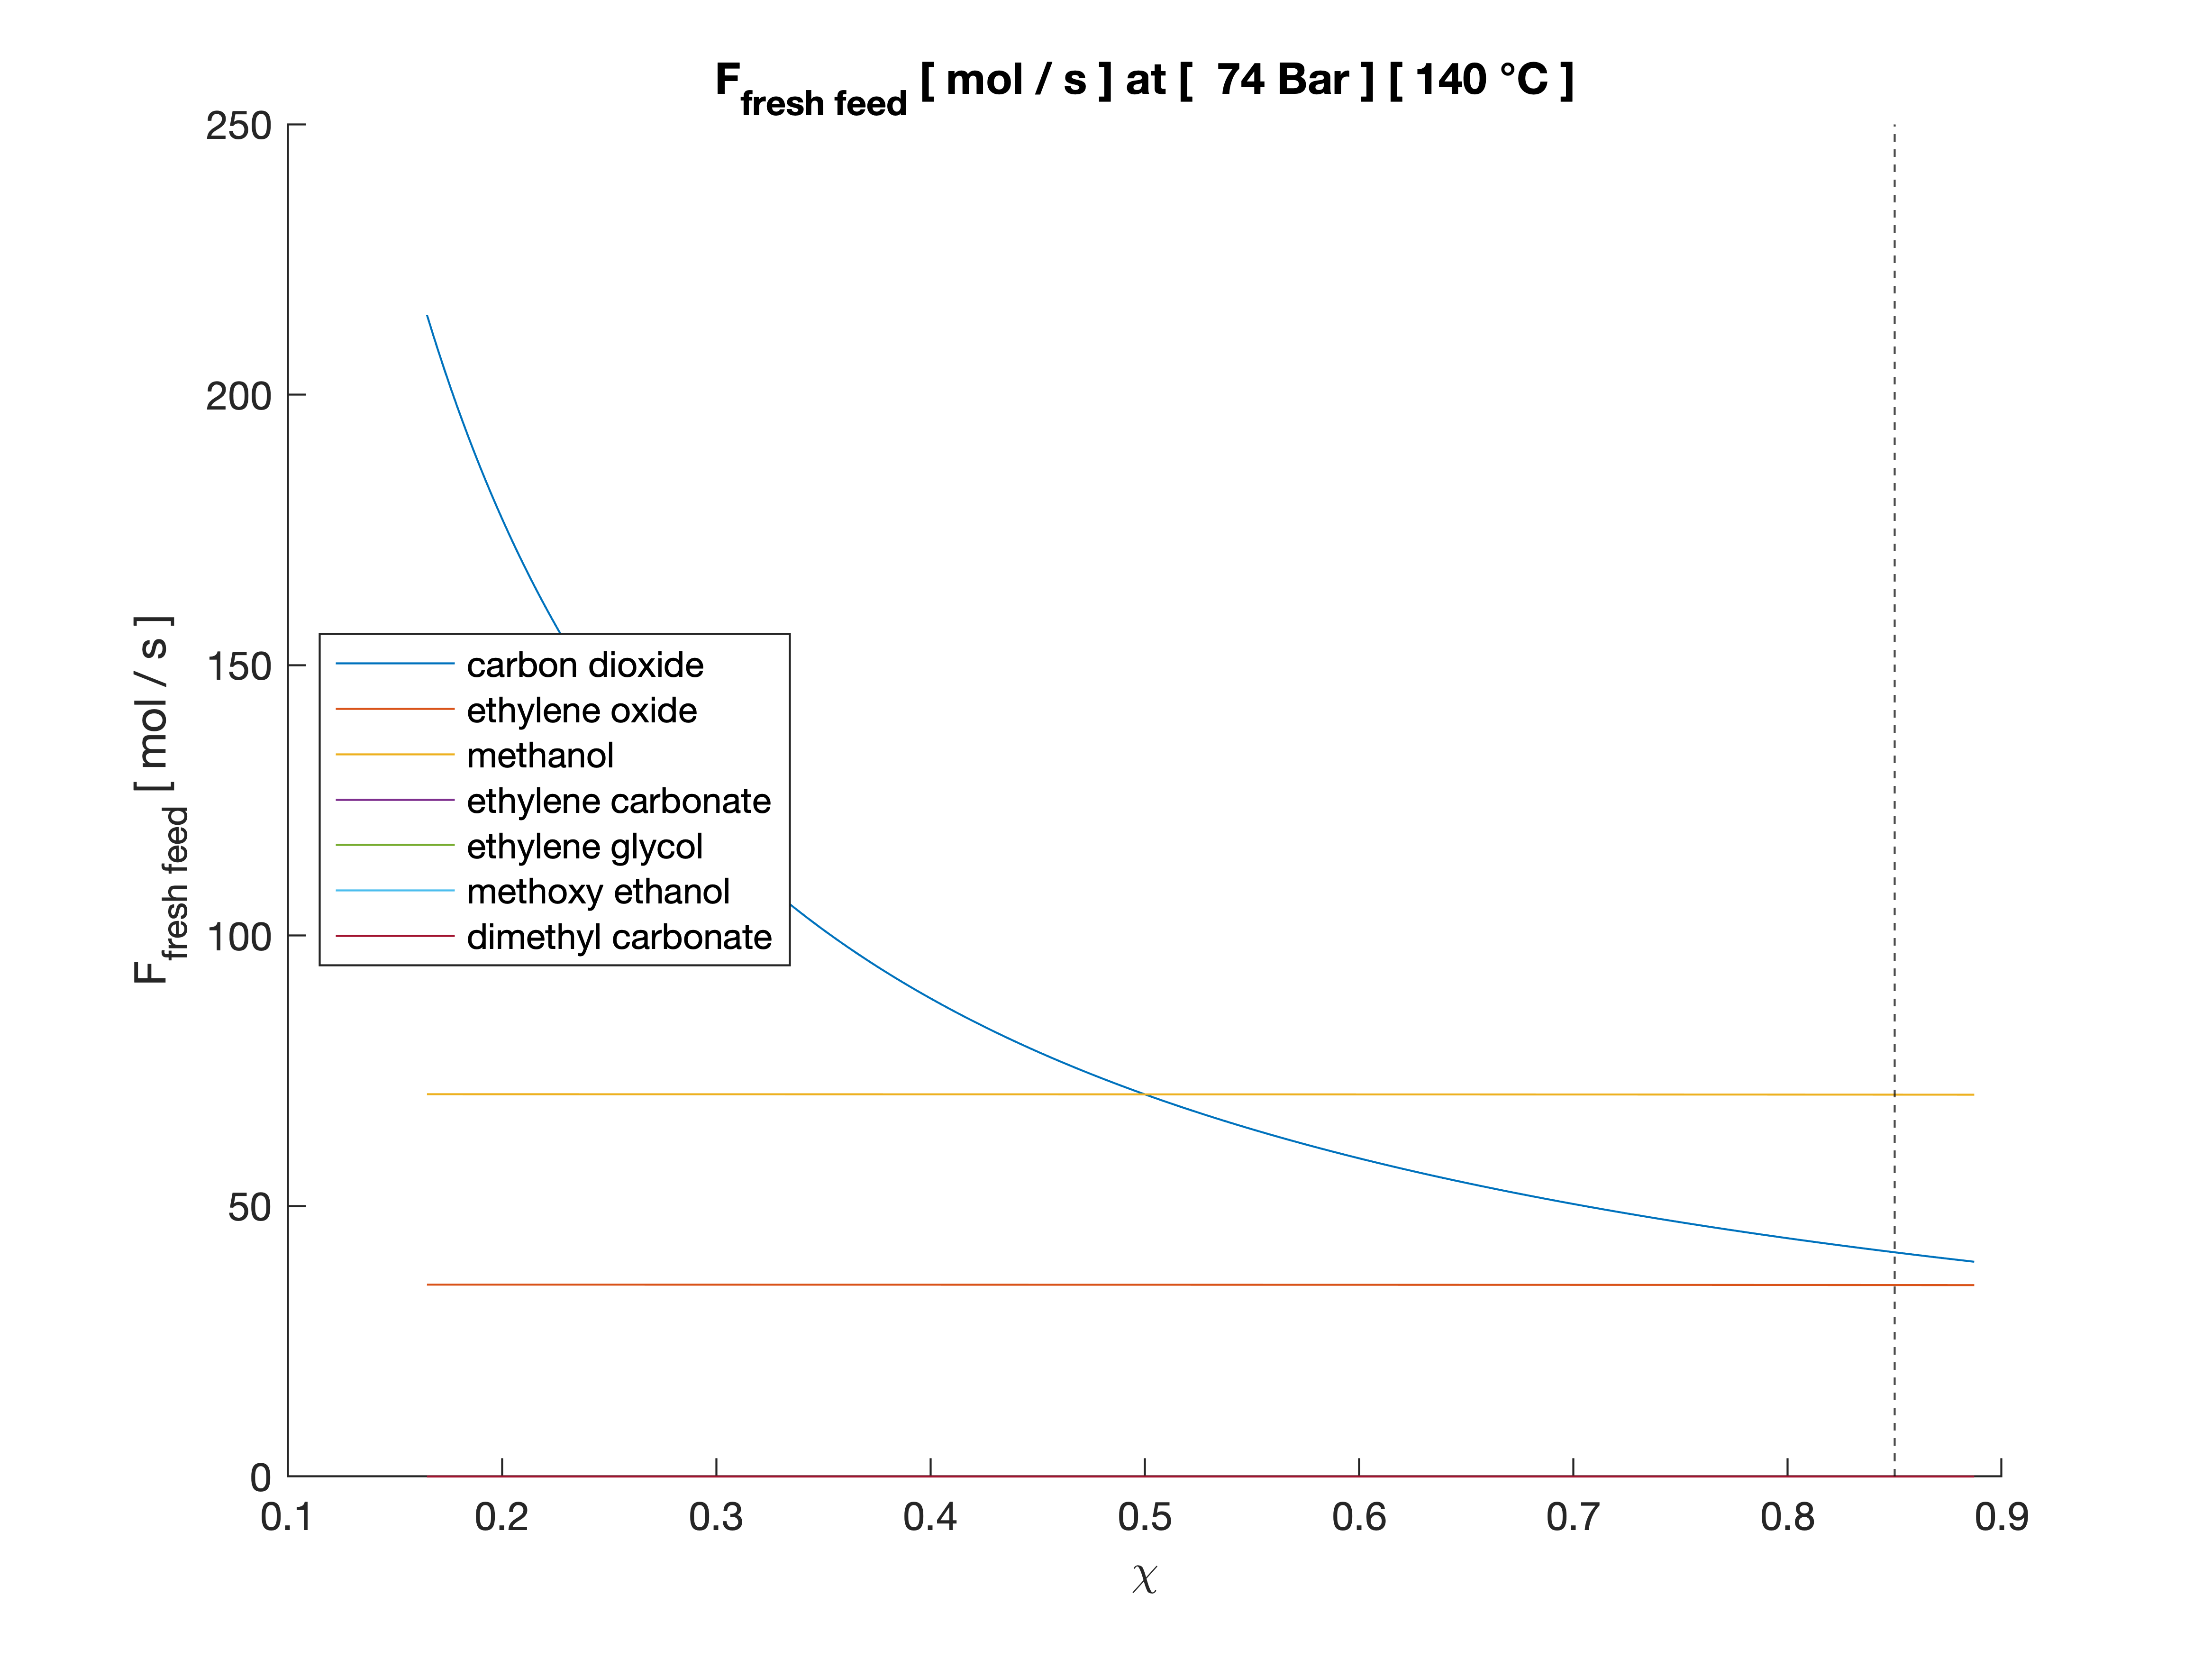 F_fresh feed [ mol / s ] at [  74 Bar ] [ 140 °C ]
F_fresh feed [ mol / s ]
250
200
150
100
50
0
carbon dioxide
ethylene oxide
methanol
ethylene carbonate
ethylene glycol
methoxy ethanol
dimethyl carbonate
0.1 0.2 0.3 0.4 0.5 0.6 0.7 0.8 0.9
χ